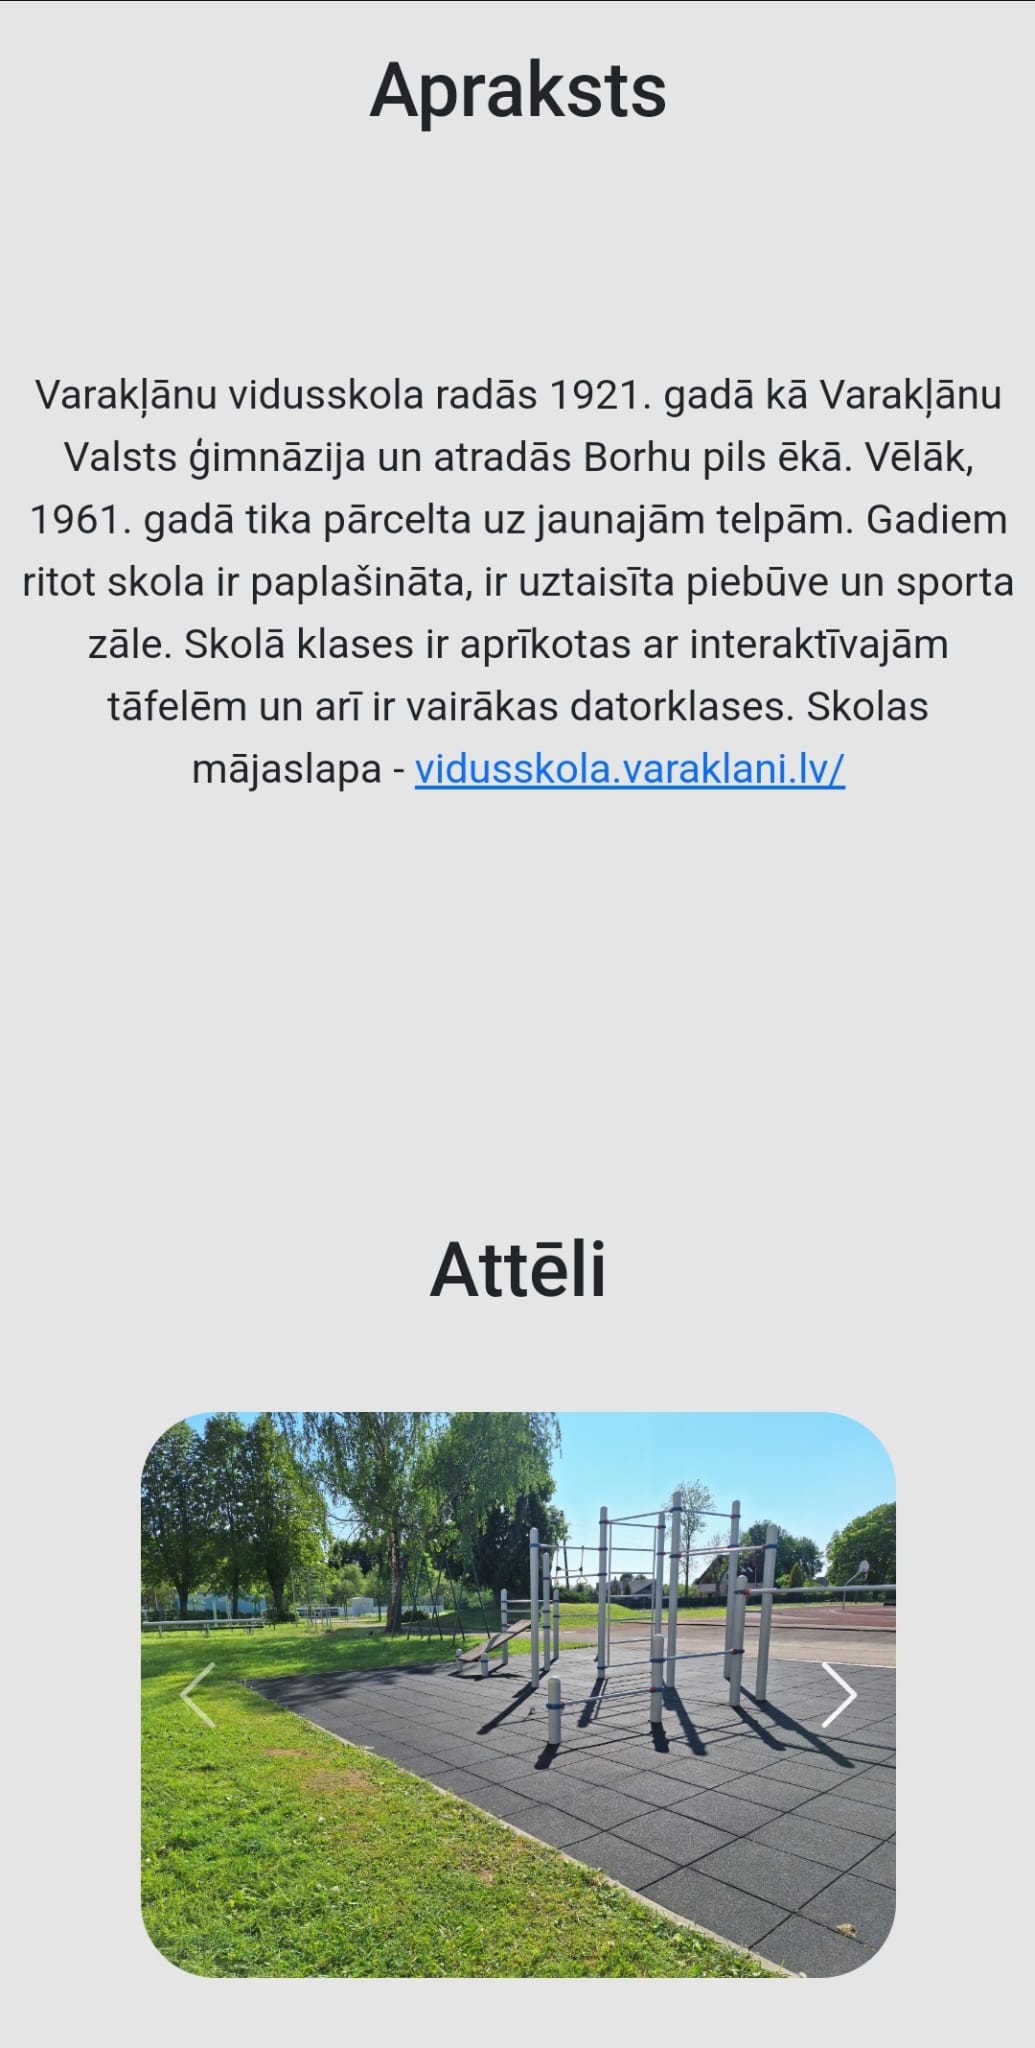 Apraksts
Varakļānu vidusskola radās 1921. gadā kā Varakļānu
Valsts ģimnāzija un atradās Borhu pils ēkā. Vēlāk,
1961. gadā tika pārcelta uz jaunajām telpām. Gadiem
ritot skola ir paplašināta, ir uztaisīta piebūve un sporta
zāle. Skolā klases ir aprīkotas ar interaktīvajām
tāfelēm un arī ir vairākas datorklases. Skolas
mājaslapa - vidusskola.varaklani.lv/
Attēli